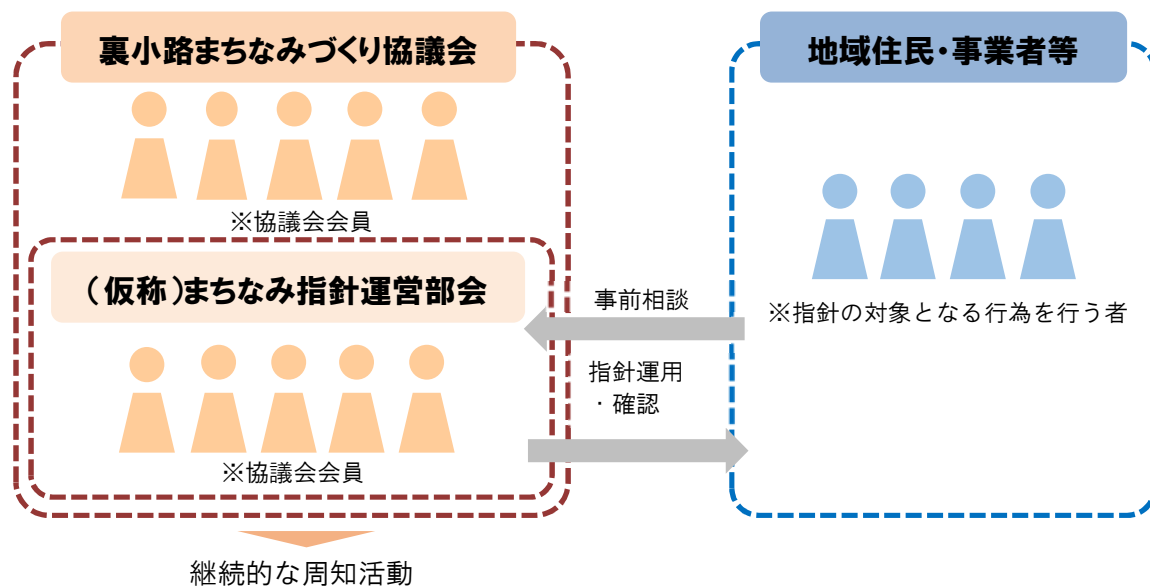 裏小路まちなみづくり協議会
※協議会会員
（仮称）まちなみ指針運営部会
※協議会会員
継続的な周知活動
事前相談
指針運用
・確認
地域住民・事業者等
※指針の対象となる行為を行う者